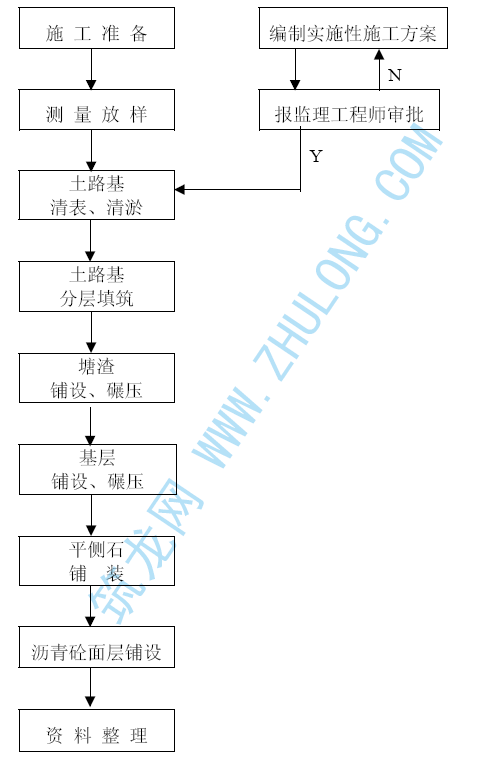 施 工 准 备
编制实施性施工方案
N
测 量 放 样
报监理工程师审批
Y
土路基
清表、清淤
土路基
分层填筑
塘渣
铺设、碾压
基层
铺设、碾压
平侧石
铺 装
沥青砼面层铺设
资 料 整 理
筑龙网 WWW.ZHULONG.COM